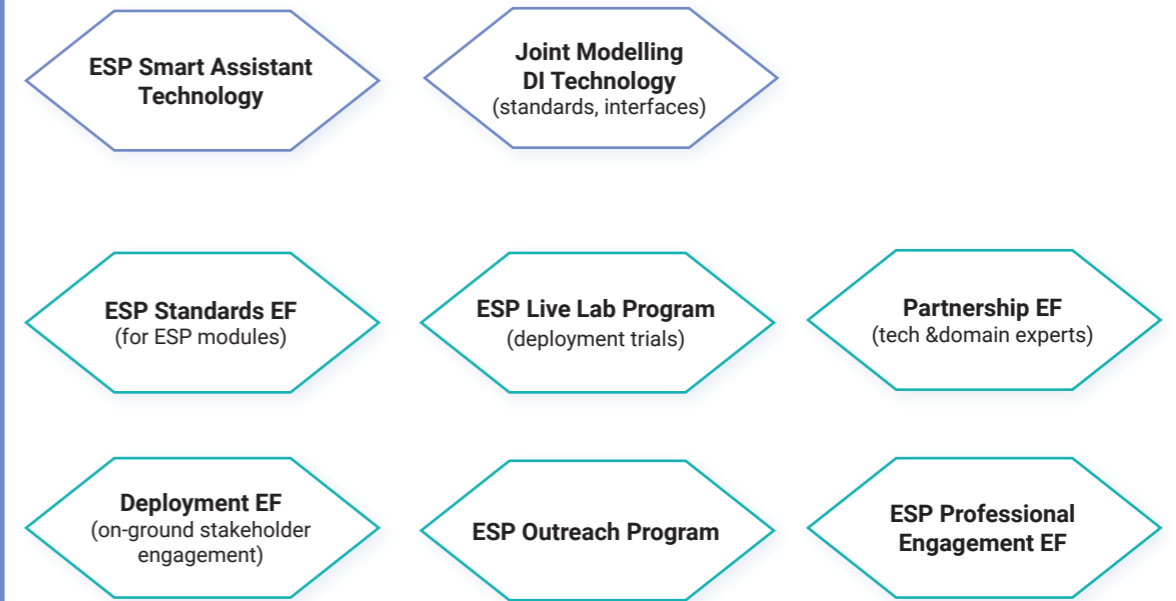 ESP Smart Assistant
Technology
Joint Modelling
DI Technology
(standards, interfaces)
ESP Standards EF
(for ESP modules)
ESP Live Lab Program
(deployment trials)
Partnership EF
(tech &domain experts)
Deployment EF
(on-ground stakeholder
engagement)
ESP Outreach Program
ESP Professional
Engagement EF